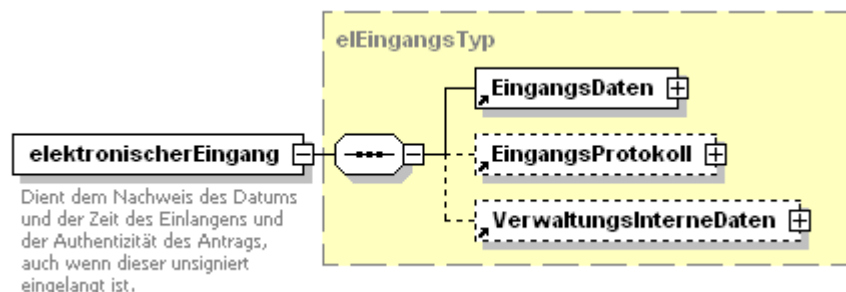 elEingangsTyp
EingangsDaten
elektronischerEingang
EingangsProtokoll
VerwaltungsInterneDaten
Dient dem Nachweis des Datums
und der Zeit des Einlangens und
der Authentizität des Antrags,
auch wenn dieser unsigniert
eingelangt ist.